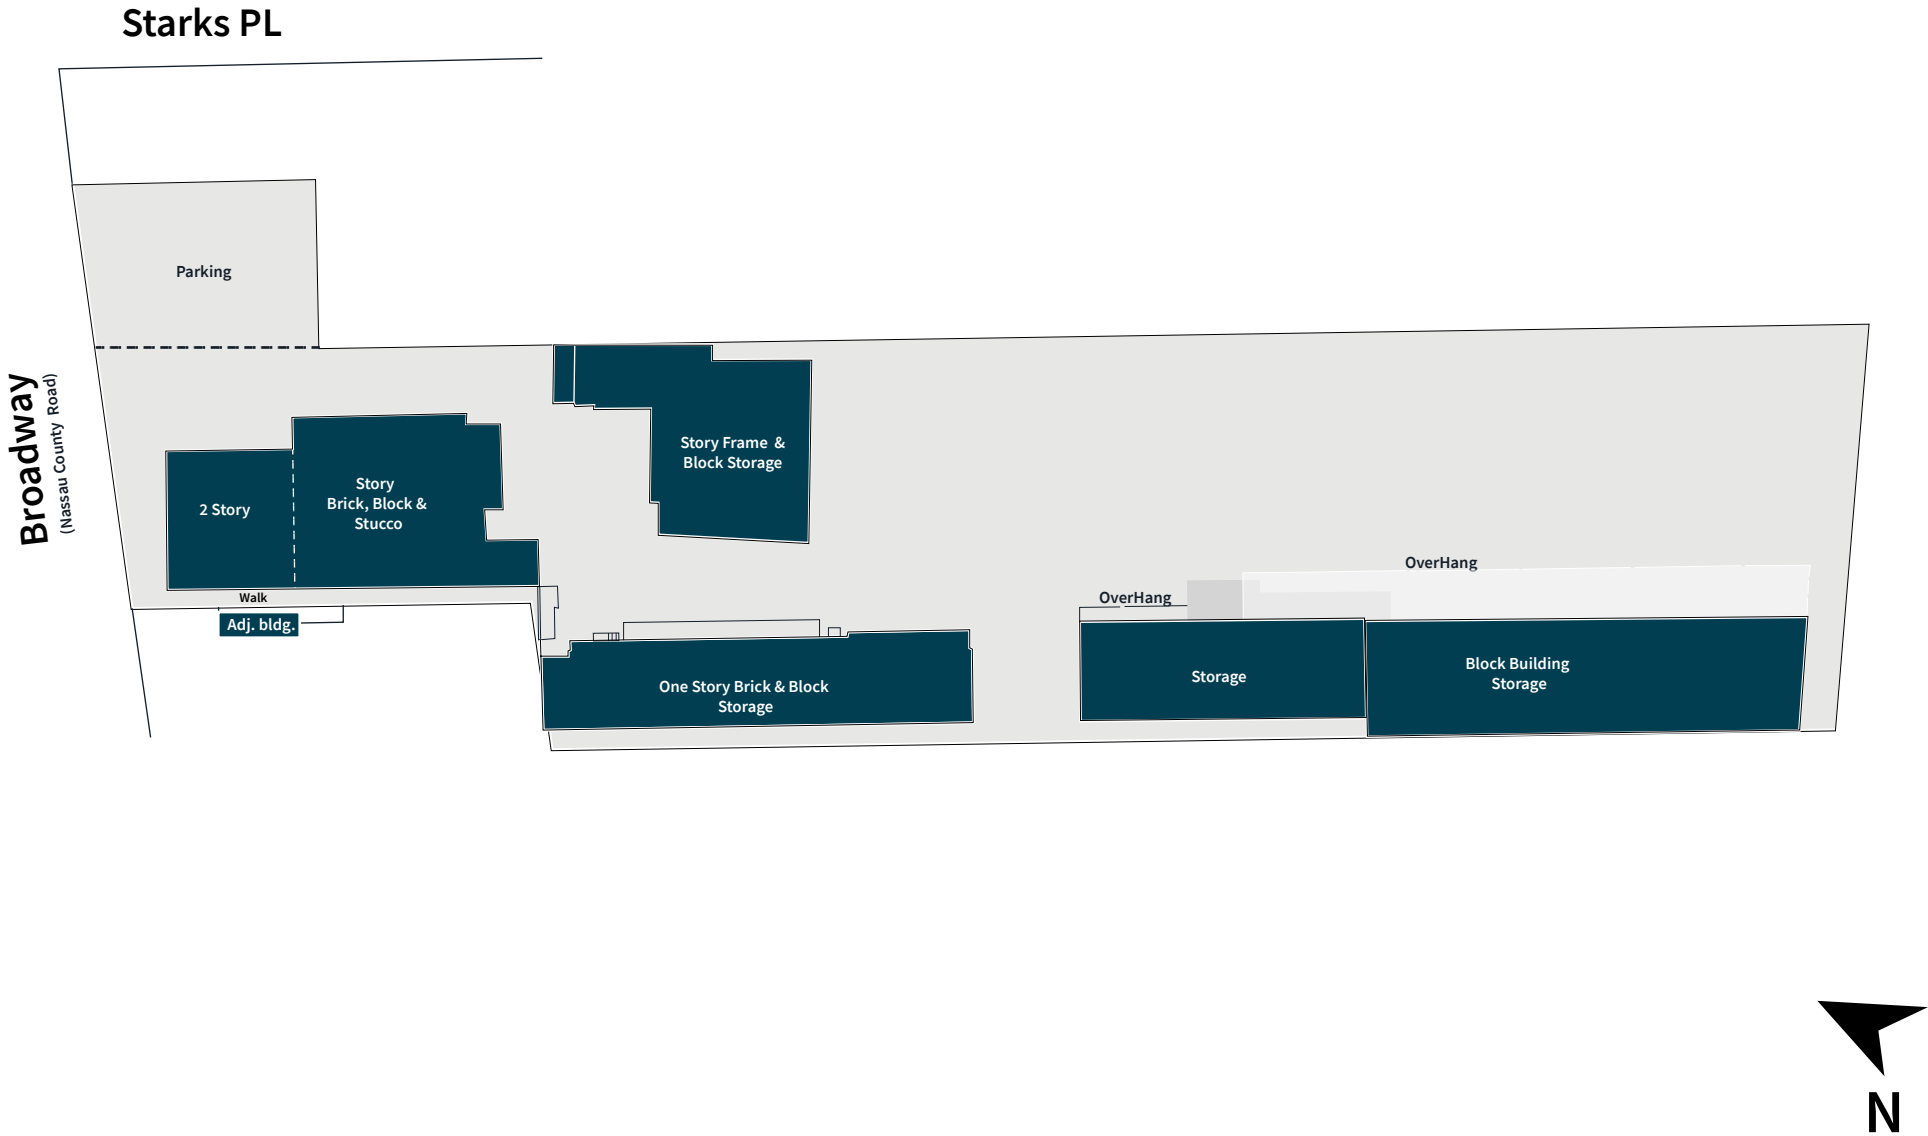 Starks PL
Parking
Broadway
(Nassau County Road)
2 Story
Story
Brick, Block &
Stucco
Walk
Adj. bldg.
Story Frame &
Block Storage
One Story Brick & Block
Storage
OverHang
OverHang
Storage
Block Building
Storage
N